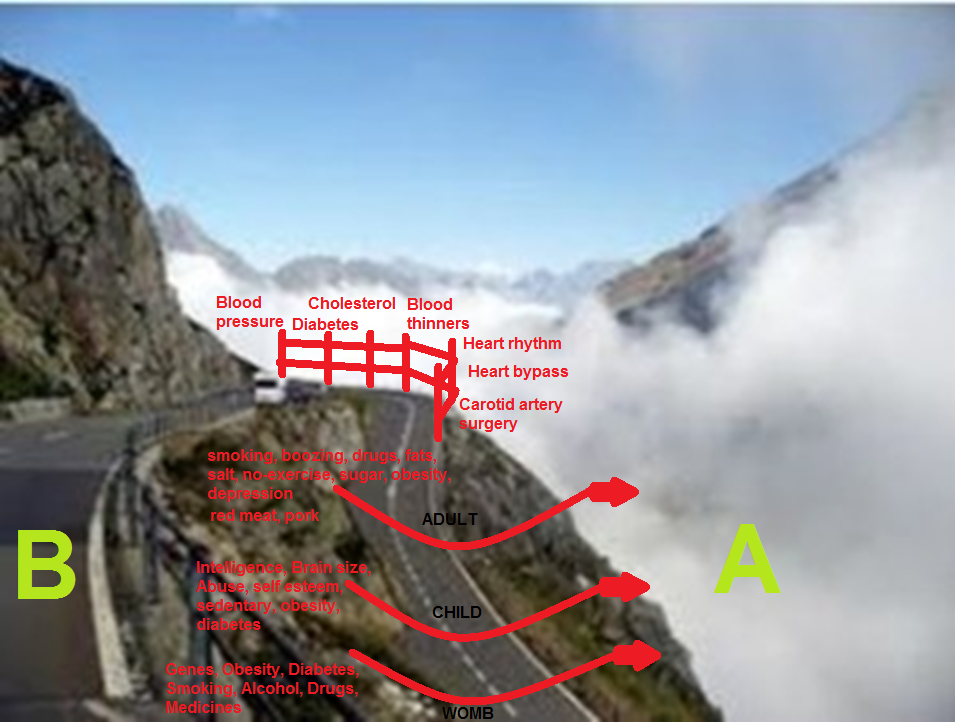 Blood
pressure
Cholesterol
Diabetes
Blood
thinners
Heart rhythm
Heart bypass
Carotid artery
surgery
smoking, boozing, drugs, fats,
salt, no-exercise, sugar, obesity,
depression
red meat, pork
ADULT
B
A
Intelligence, Brain size,
Abuse, self esteem,
sedentary, obesity,
diabetes
CHILD
Genes, Obesity, Diabetes,
Smoking, Alcohol, Drugs,
Medicines
WOMB